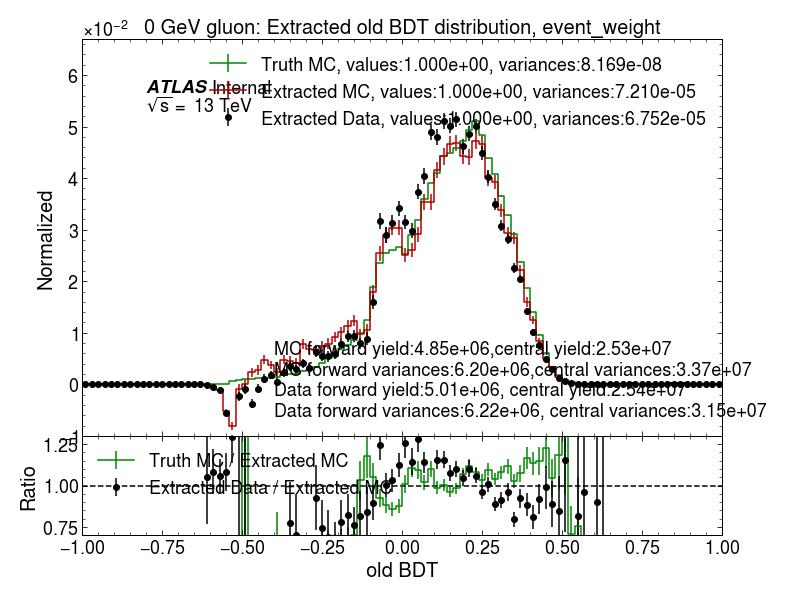 ×10⁻² 0 GeV gluon: Extracted old BDT distribution, event_weight
Truth MC, values:1.000e+00, variances:8.169e-08
ATLAS Internal
Extracted MC, values:1.000e+00, variances:7.210e-05
√s = 13 TeV
Extracted Data, values:1.000e+00, variances:6.752e-05
6
5
4
3
2
1
0
−1
Normalized
MC forward yield:4.85e+06,central yield:2.53e+07
MC forward variances:6.20e+06,central variances:3.37e+07
Data forward yield:5.01e+06, central yield:2.54e+07
Data forward variances:6.22e+06, central variances:3.15e+07
1.25
1.00
0.75
Ratio
Truth MC / Extracted MC
Extracted Data / Extracted MC
−1.00 −0.75 −0.50 −0.25 0.00 0.25 0.50 0.75 1.00
old BDT